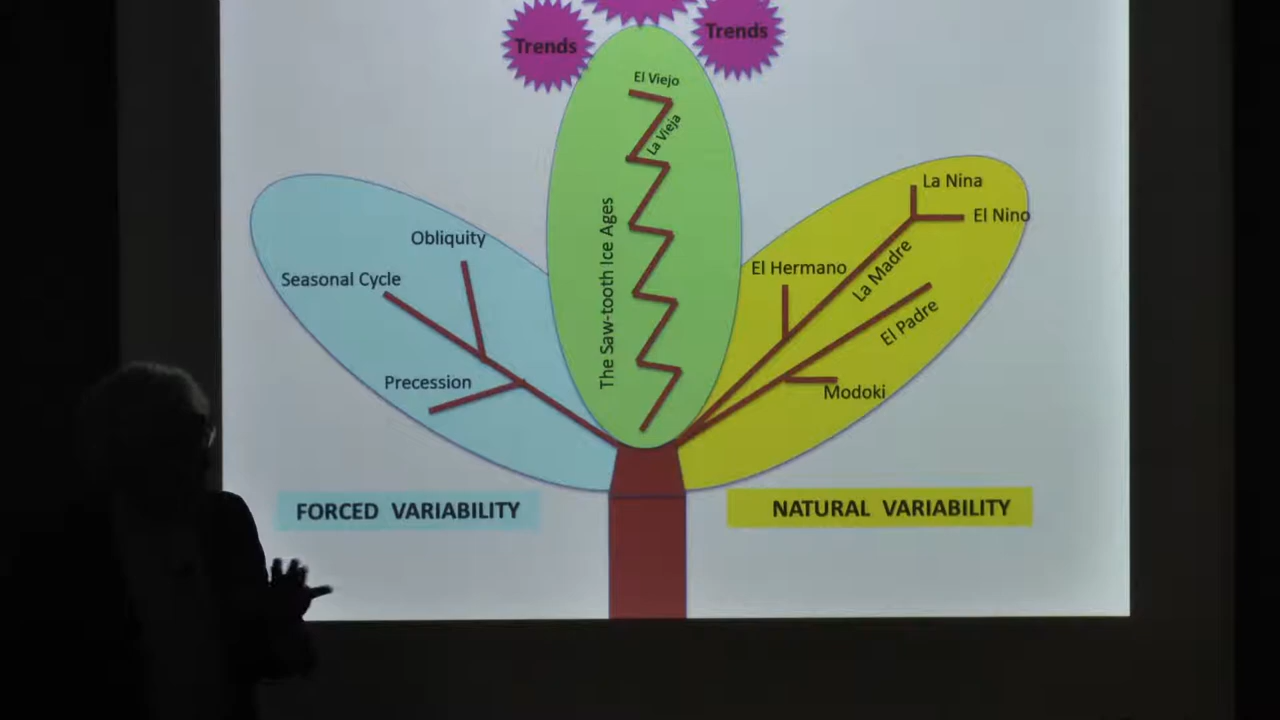 Trends
Trends
El Viejo
La Vieja
The Saw-tooth Ice Ages
Obliquity
Seasonal Cycle
Precession
La Nina
El Nino
El Hermano
La Madre
El Padre
Modoki
FORCED VARIABILITY
NATURAL VARIABILITY